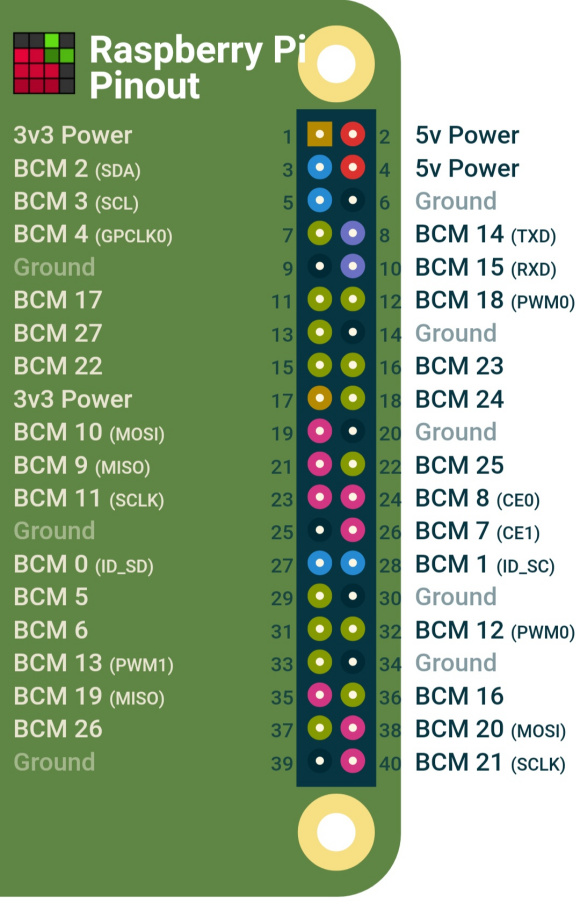 Raspberry Pi
Pinout
3v3 Power 1 2 5v Power
BCM 2 (SDA) 3 4 5v Power
BCM 3 (SCL) 5 6 Ground
BCM 4 (GPCLK0) 7 8 BCM 14 (TXD)
Ground 9 10 BCM 15 (RXD)
BCM 17 11 12 BCM 18 (PWM0)
BCM 27 13 14 Ground
BCM 22 15 16 BCM 23
3v3 Power 17 18 BCM 24
BCM 10 (MOSI) 19 20 Ground
BCM 9 (MISO) 21 22 BCM 25
BCM 11 (SCLK) 23 24 BCM 8 (CE0)
Ground 25 26 BCM 7 (CE1)
BCM 0 (ID_SD) 27 28 BCM 1 (ID_SC)
BCM 5 29 30 Ground
BCM 6 31 32 BCM 12 (PWM0)
BCM 13 (PWM1) 33 34 Ground
BCM 19 (MISO) 35 36 BCM 16
BCM 26 37 38 BCM 20 (MOSI)
Ground 39 40 BCM 21 (SCLK)